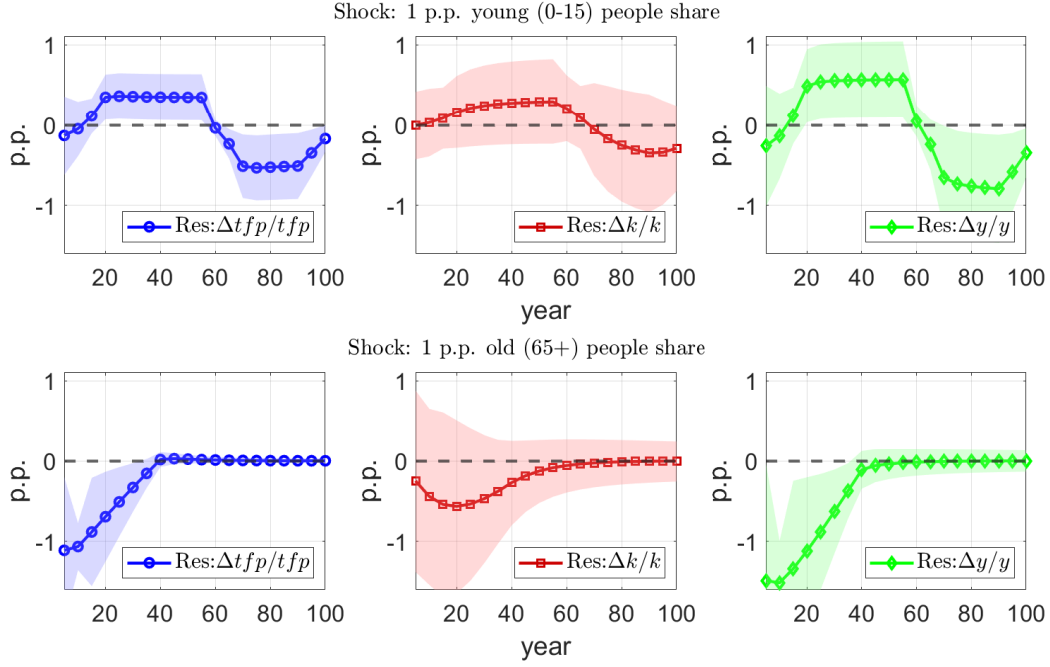 Shock: 1 p.p. young (0-15) people share
1
0
-1
p.p.
Res:Δtfp/tfp
20 40 60 80 100
1
0
-1
p.p.
Res:Δk/k
20 40 60 80 100
year
1
0
-1
p.p.
Res:Δy/y
20 40 60 80 100
Shock: 1 p.p. old (65+) people share
1
0
-1
p.p.
Res:Δtfp/tfp
20 40 60 80 100
1
0
-1
p.p.
Res:Δk/k
20 40 60 80 100
year
1
0
-1
p.p.
Res:Δy/y
20 40 60 80 100